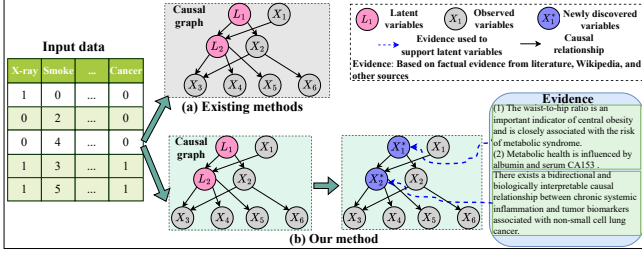 Input data
X-ray Smoke ... Cancer
1 0 ... 0
0 2 ... 0
0 4 ... 0
1 3 ... 1
1 5 ... 1
Causal
graph
L1 X1
L2 X2
X3 X4 X5 X6
(a) Existing methods
L1 Latent
variables
X1 Observed
variables
X1* Newly discovered
variables
Evidence used to
support latent variables
Causal
relationship
Evidence: Based on factual evidence from literature, Wikipedia, and
other sources
Causal
graph
L1 X1
L2 X2
X3 X4 X5 X6
X1* X1
X2* X2
X3 X4 X5 X6
(b) Our method
Evidence
(1) The waist-to-hip ratio is an
important indicator of central obesity
and is closely associated with the risk
of metabolic syndrome.
(2) Metabolic health is influenced by
albumin and serum CA153 .
There exists a bidirectional and
biologically interpretable causal
relationship between chronic systemic
inflammation and tumor biomarkers
associated with non-small cell lung
cancer.